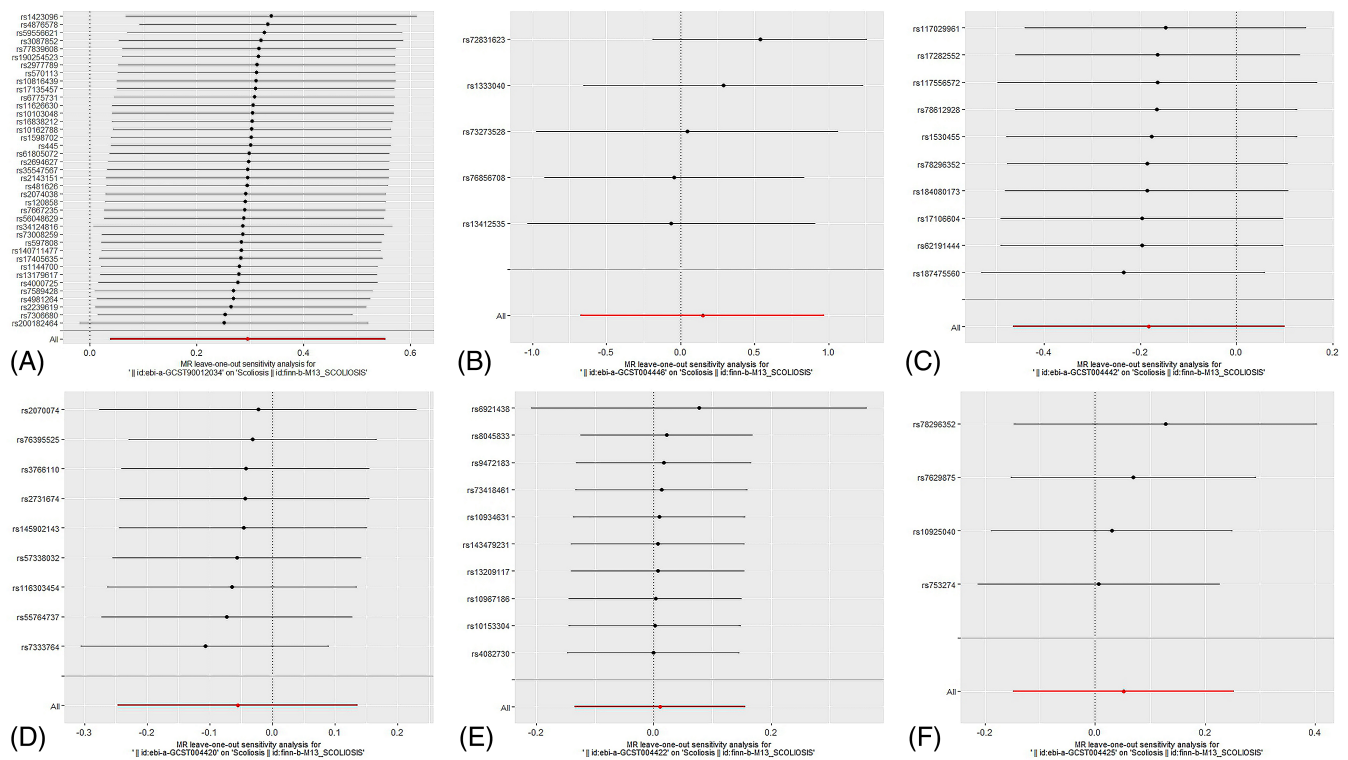 rs1423096
rs4876578
rs59556621
rs3087852
rs77839608
rs190254523
rs2977789
rs570113
rs10816439
rs17135457
rs6775731
rs11626630
rs10103048
rs16838212
rs10162788
rs1598702
rs445
rs61805072
rs2694627
rs35547567
rs2143151
rs481626
rs2074038
rs120858
rs7667235
rs56048629
rs34124816
rs73008259
rs597808
rs140711477
rs17405635
rs1144700
rs13179617
rs4000725
rs7589428
rs4981264
rs2239619
rs7306680
rs200182464
All
0.0 0.2 0.4 0.6
(A)
MR leave-one-out sensitivity analysis for
' || id:ebi-a-GCST90012034' on 'Scoliosis || id:finn-b-M13_SCOLIOSIS'
rs72831623
rs1333040
rs73273528
rs76856708
rs13412535
All
-1.0 -0.5 0.0 0.5 1.0
(B)
MR leave-one-out sensitivity analysis for
' || id:ebi-a-GCST004446' on 'Scoliosis || id:finn-b-M13_SCOLIOSIS'
rs117029961
rs17282552
rs117556572
rs78612928
rs1530455
rs78296352
rs184080173
rs17106604
rs62191444
rs187475560
All
-0.4 -0.2 0.0 0.2
(C)
MR leave-one-out sensitivity analysis for
' || id:ebi-a-GCST004442' on 'Scoliosis || id:finn-b-M13_SCOLIOSIS'
rs2070074
rs76395525
rs3766110
rs2731674
rs145902143
rs57338032
rs116303454
rs55764737
rs7333764
All
-0.3 -0.2 -0.1 0.0 0.1 0.2
(D)
MR leave-one-out sensitivity analysis for
' || id:ebi-a-GCST004420' on 'Scoliosis || id:finn-b-M13_SCOLIOSIS'
rs6921438
rs8045833
rs9472183
rs73418461
rs10934631
rs143479231
rs13209117
rs10967186
rs10153304
rs4082730
All
-0.2 0.0 0.2
(E)
MR leave-one-out sensitivity analysis for
' || id:ebi-a-GCST004422' on 'Scoliosis || id:finn-b-M13_SCOLIOSIS'
rs78296352
rs7629875
rs10925040
rs753274
All
-0.2 0.0 0.2 0.4
(F)
MR leave-one-out sensitivity analysis for
' || id:ebi-a-GCST004425' on 'Scoliosis || id:finn-b-M13_SCOLIOSIS'